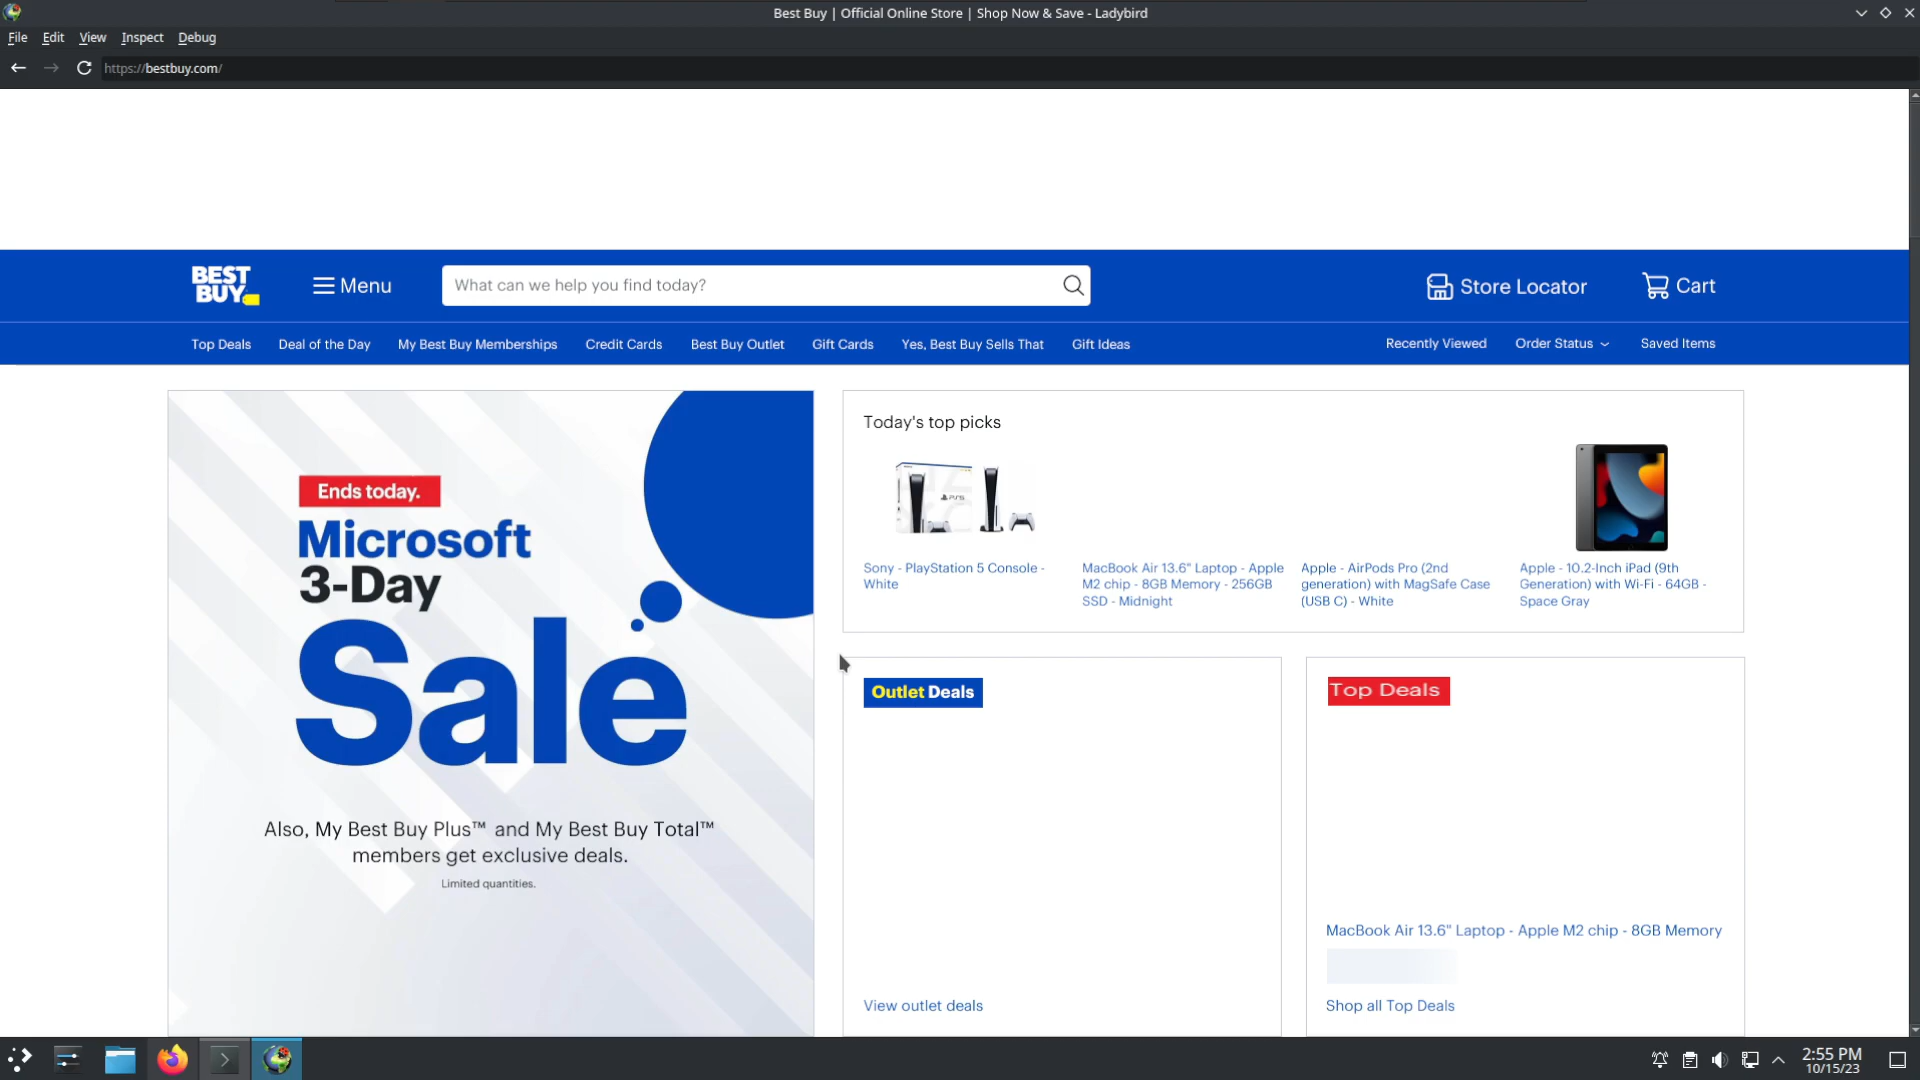 Best Buy | Official Online Store | Shop Now & Save - Ladybird
File Edit View Inspect Debug
https://bestbuy.com/
BEST BUY
Menu
What can we help you find today?
Store Locator
Cart
Top Deals Deal of the Day My Best Buy Memberships Credit Cards Best Buy Outlet Gift Cards Yes, Best Buy Sells That Gift Ideas Recently Viewed Order Status Saved Items
Ends today.
Microsoft
3-Day
Sale
Also, My Best Buy Plus™ and My Best Buy Total™
members get exclusive deals.
Limited quantities.
Today's top picks
PS5
Sony - PlayStation 5 Console -
White
MacBook Air 13.6" Laptop - Apple
M2 chip - 8GB Memory - 256GB
SSD - Midnight
Apple - AirPods Pro (2nd
generation) with MagSafe Case
(USB C) - White
Apple - 10.2-Inch iPad (9th
Generation) with Wi-Fi - 64GB -
Space Gray
Outlet Deals
View outlet deals
Top Deals
MacBook Air 13.6" Laptop - Apple M2 chip - 8GB Memory
Shop all Top Deals
2:55 PM
10/15/23